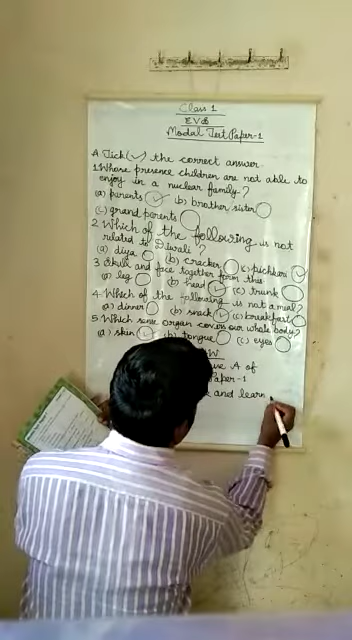 Class 1
EVS
Modal Test Paper-1
A. Tick (✓) the correct answer.
1. Whose presence children are not able to
enjoy in a nuclear family?
(a) parents ✓ (b) brother sister ○
(c) grand parents ○
2. Which of the following is not
related to Diwali?
(a) diya ○ (b) cracker ○ (c) pichkari ✓
3. Skull and face together form the
(a) leg ○ (b) head ✓ (c) trunk ○
4. Which of the following is not a meal?
(a) dinner ○ (b) snack ✓ (c) breakfast ○
5. Which sense organ covers our whole body?
(a) skin ✓ (b) tongue ○ (c) eyes ○
W
A of
Paper-1
and learn